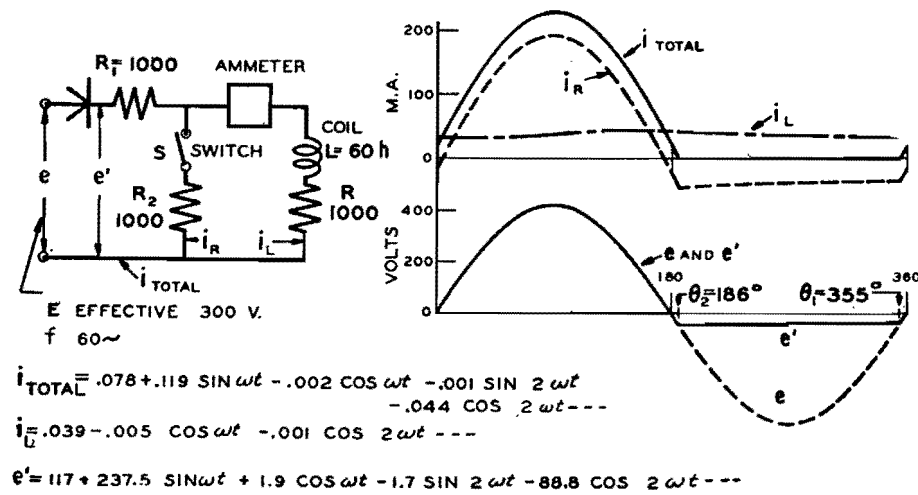 R1= 1000
AMMETER
COIL
L= 60 h
S SWITCH
e
e'
R2
1000
R
1000
iR
iL
i TOTAL
E EFFECTIVE 300 V.
f 60~
M.A.
200
100
0
i TOTAL
iR
iL
VOLTS
400
200
0
e AND e'
180
360
θ2=186°
θ1=355°
e'
e
i TOTAL= .078+.119 SIN ωt -.002 COS ωt -.001 SIN 2 ωt
-.044 COS 2 ωt ---
iL=.039-.005 COS ωt -.001 COS 2 ωt ---
e'= 117 + 237.5 SIN ωt + 1.9 COS ωt -1.7 SIN 2 ωt -88.8 COS 2 ωt ---